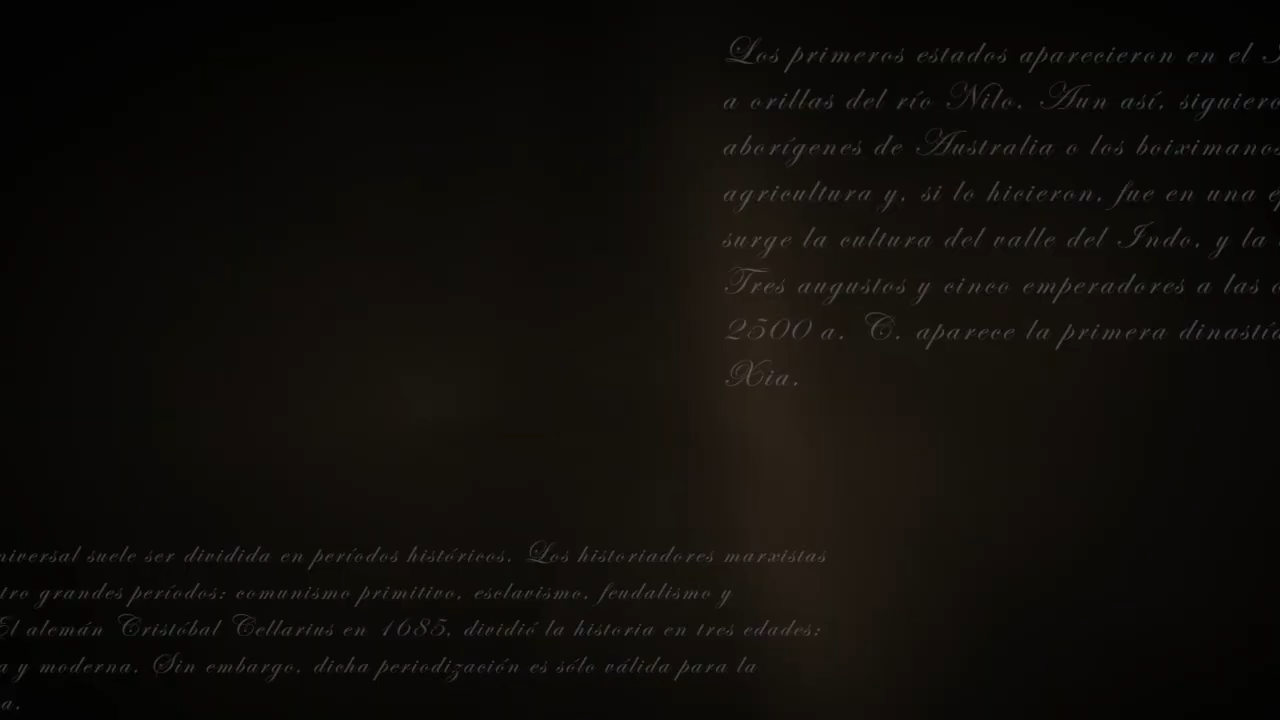 Los primeros estados aparecieron en el
a orillas del río Nilo. Aun así, siguiero
aborígenes de Australia o los boiximanos
agricultura y, si lo hicieron, fue en una
surge la cultura del valle del Indo, y la
Tres augustos y cinco emperadores a las
2500 a. C. aparece la primera dinastía
Xia.
niversal suele ser dividida en períodos históricos. Los historiadores marxistas
tro grandes períodos: comunismo primitivo, esclavismo, feudalismo y
El alemán Cristóbal Cellarius en 1685, dividió la historia en tres edades:
a y moderna. Sin embargo, dicha periodización es sólo válida para la
a.